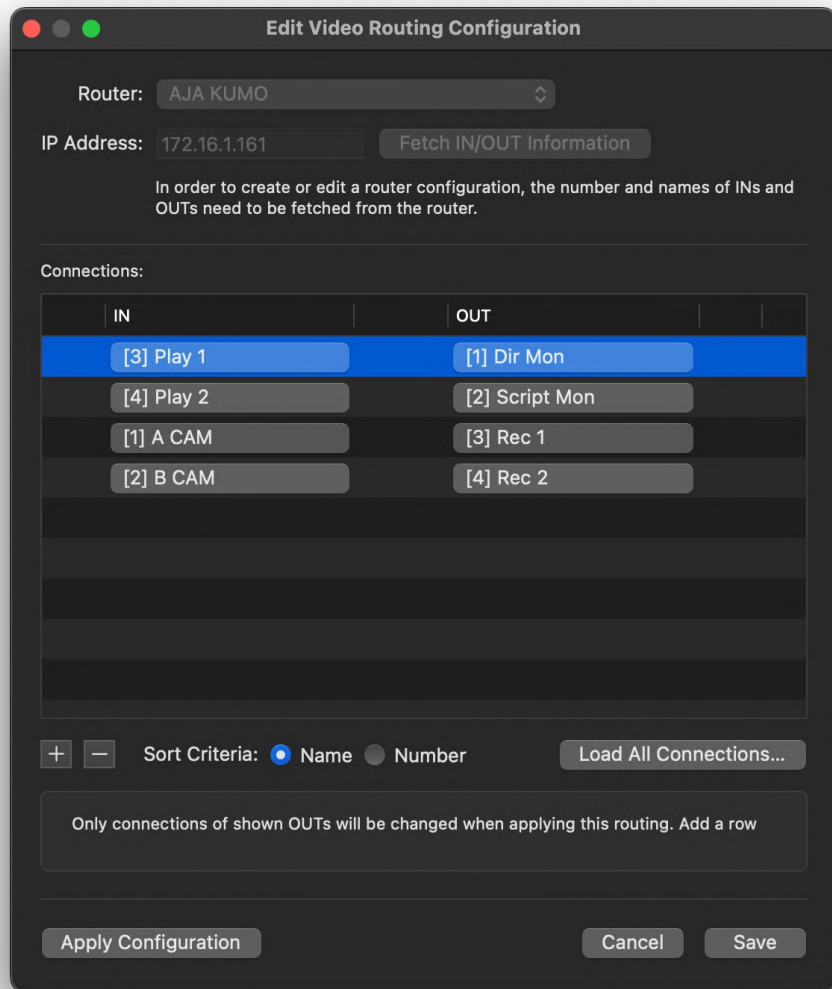 Edit Video Routing Configuration
Router: AJA KUMO
IP Address: 172.16.1.161 Fetch IN/OUT Information
In order to create or edit a router configuration, the number and names of INs and
OUTs need to be fetched from the router.
Connections:
IN OUT
[3] Play 1 [1] Dir Mon
[4] Play 2 [2] Script Mon
[1] A CAM [3] Rec 1
[2] B CAM [4] Rec 2
+ − Sort Criteria: Name Number Load All Connections...
Only connections of shown OUTs will be changed when applying this routing. Add a row
Apply Configuration Cancel Save